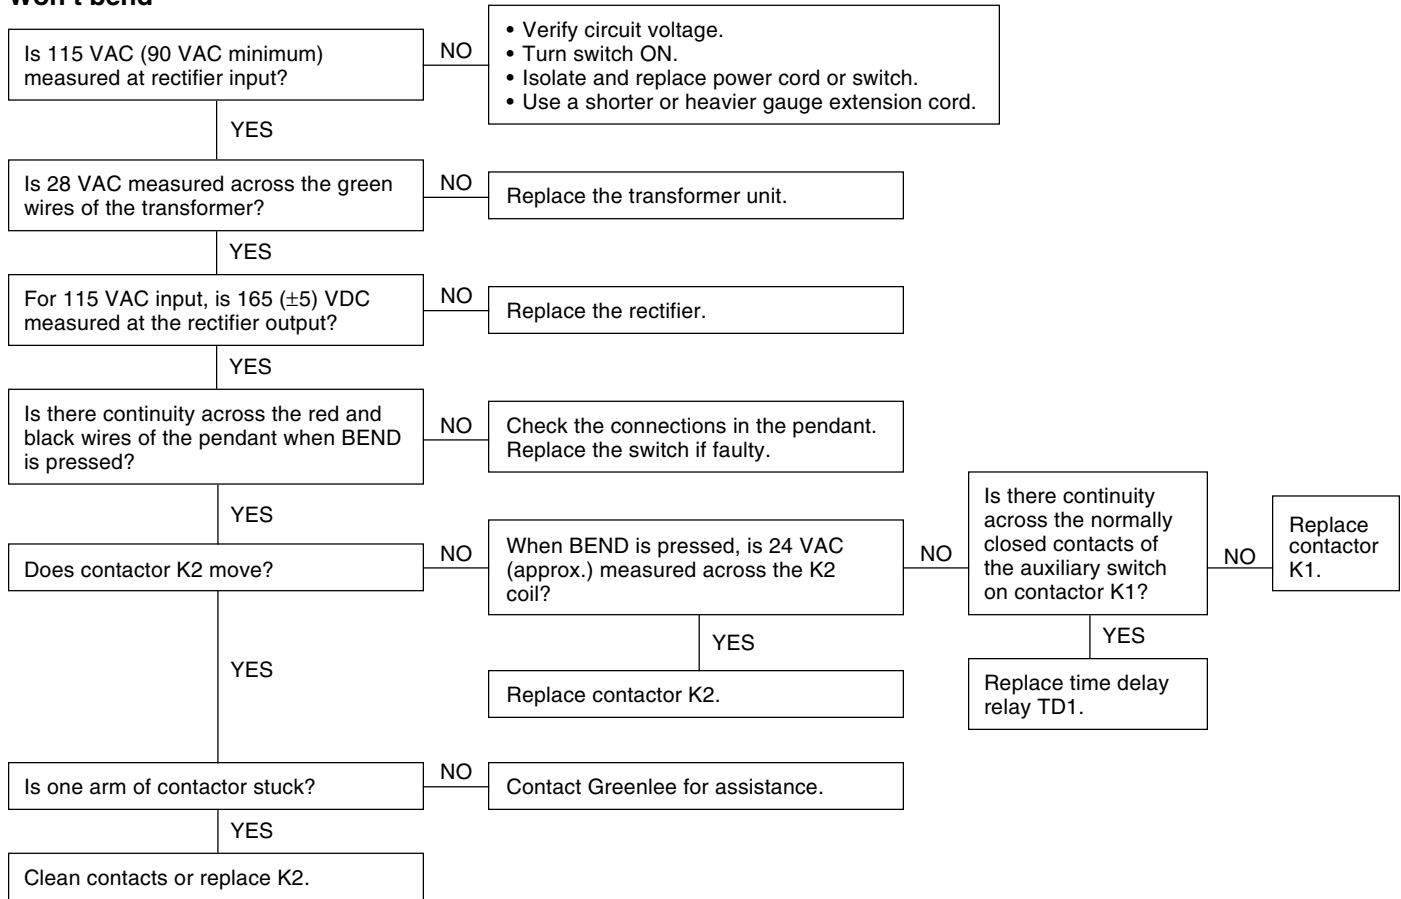 Won't bend
Is 115 VAC (90 VAC minimum)
measured at rectifier input?
NO
• Verify circuit voltage.
• Turn switch ON.
• Isolate and replace power cord or switch.
• Use a shorter or heavier gauge extension cord.
YES
Is 28 VAC measured across the green
wires of the transformer?
NO
Replace the transformer unit.
YES
For 115 VAC input, is 165 (±5) VDC
measured at the rectifier output?
NO
Replace the rectifier.
YES
Is there continuity across the red and
black wires of the pendant when BEND
is pressed?
NO
Check the connections in the pendant.
Replace the switch if faulty.
YES
Does contactor K2 move?
NO
When BEND is pressed, is 24 VAC
(approx.) measured across the K2
coil?
NO
Is there continuity
across the normally
closed contacts of
the auxiliary switch
on contactor K1?
NO
Replace
contactor
K1.
YES
Replace contactor K2.
YES
Replace time delay
relay TD1.
YES
Is one arm of contactor stuck?
NO
Contact Greenlee for assistance.
YES
Clean contacts or replace K2.